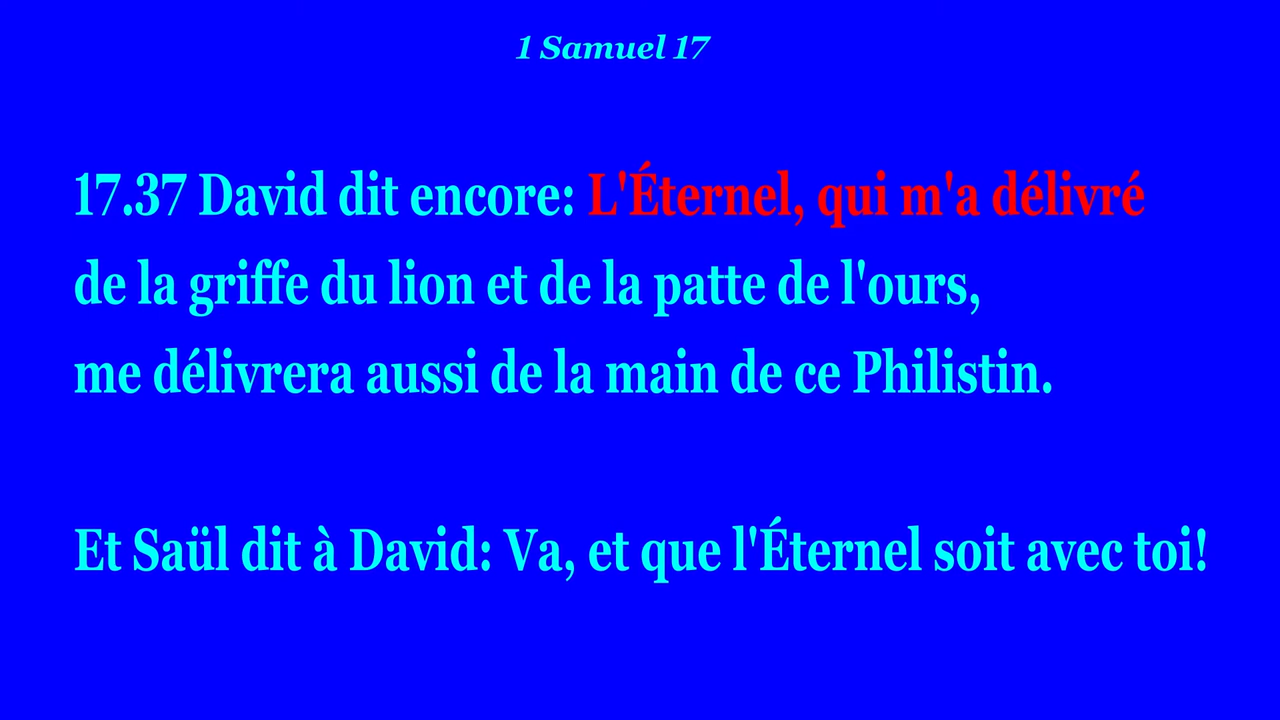 1 Samuel 17
17.37 David dit encore: L'Éternel, qui m'a délivré
de la griffe du lion et de la patte de l'ours,
me délivrera aussi de la main de ce Philistin.
Et Saül dit à David: Va, et que l'Éternel soit avec toi!